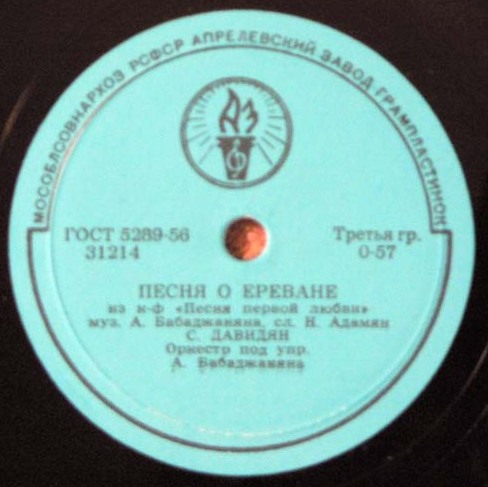 МОСОБЛСОВНАРХОЗ РСФСР АПРЕЛЕВСКИЙ ЗАВОД ГРАМПЛАСТИНОК
АЗ
ГОСТ 5289-56
31214
Третья гр.
0-57
ПЕСНЯ О ЕРЕВАНЕ
из к-ф «Песня первой любви»
муз. А. Бабаджаняна, сл. Н. Адамян
С. ДАВИДЯН
Оркестр под упр.
А. Бабаджаняна